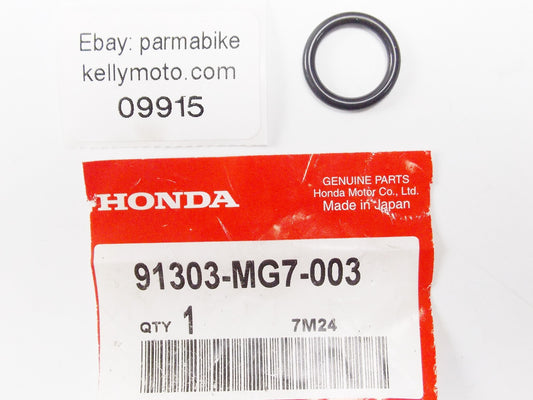 Ebay: parmabike
kellymoto.com
09915
HONDA
GENUINE PARTS
Honda Motor Co., Ltd.
Made in Japan
91303-MG7-003
QTY 1 7M24